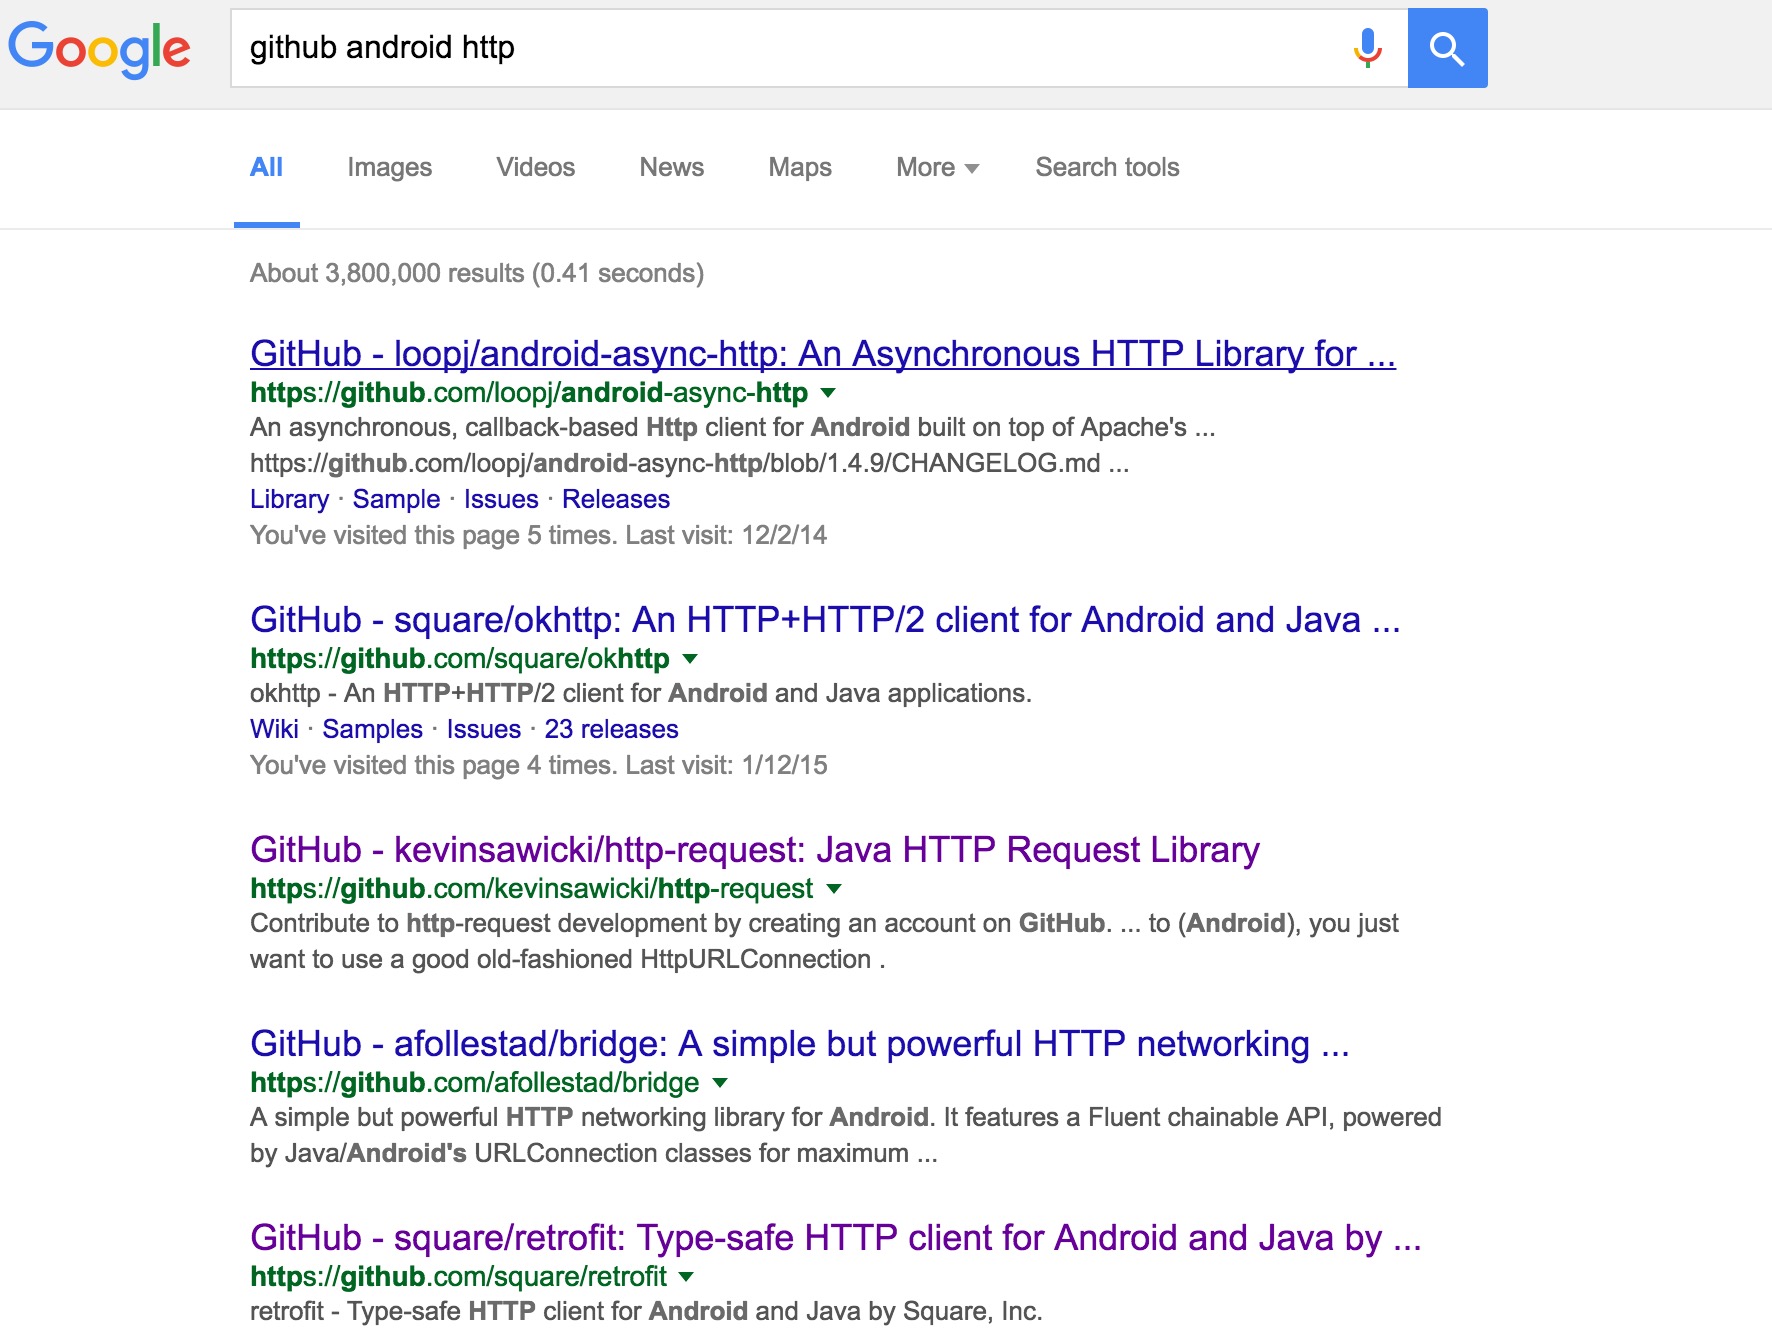 Google
github android http
All Images Videos News Maps More Search tools
About 3,800,000 results (0.41 seconds)
GitHub - loopj/android-async-http: An Asynchronous HTTP Library for ...
https://github.com/loopj/android-async-http
An asynchronous, callback-based Http client for Android built on top of Apache's ...
https://github.com/loopj/android-async-http/blob/1.4.9/CHANGELOG.md ...
Library · Sample · Issues · Releases
You've visited this page 5 times. Last visit: 12/2/14
GitHub - square/okhttp: An HTTP+HTTP/2 client for Android and Java ...
https://github.com/square/okhttp
okhttp - An HTTP+HTTP/2 client for Android and Java applications.
Wiki · Samples · Issues · 23 releases
You've visited this page 4 times. Last visit: 1/12/15
GitHub - kevinsawicki/http-request: Java HTTP Request Library
https://github.com/kevinsawicki/http-request
Contribute to http-request development by creating an account on GitHub. ... to (Android), you just
want to use a good old-fashioned HttpURLConnection .
GitHub - afollestad/bridge: A simple but powerful HTTP networking ...
https://github.com/afollestad/bridge
A simple but powerful HTTP networking library for Android. It features a Fluent chainable API, powered
by Java/Android's URLConnection classes for maximum ...
GitHub - square/retrofit: Type-safe HTTP client for Android and Java by ...
https://github.com/square/retrofit
retrofit - Type-safe HTTP client for Android and Java by Square, Inc.